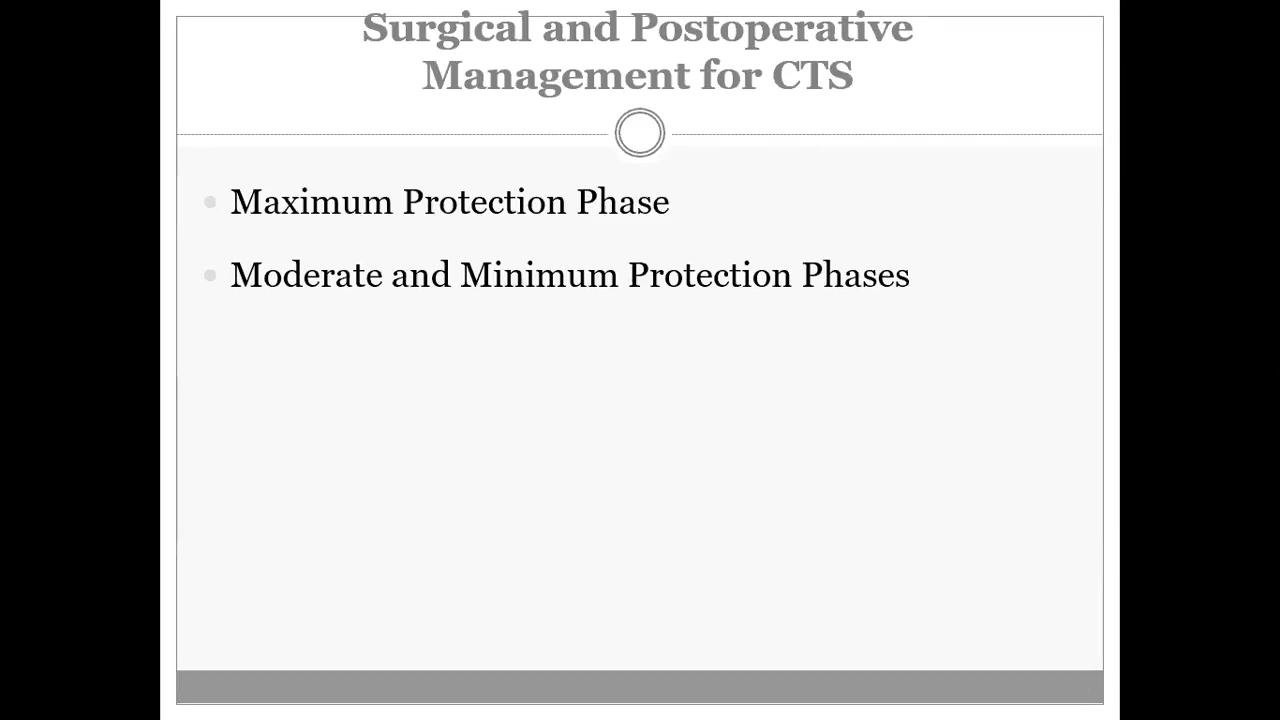 Surgical and Postoperative
Management for CTS
Maximum Protection Phase
Moderate and Minimum Protection Phases